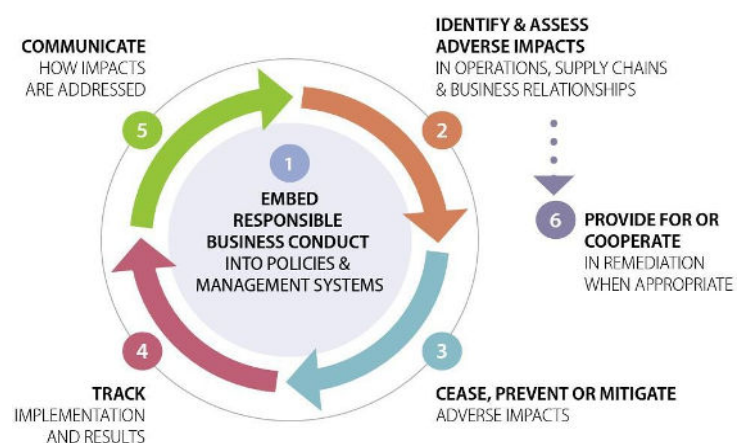 1
EMBED
RESPONSIBLE
BUSINESS CONDUCT
INTO POLICIES &
MANAGEMENT SYSTEMS
2
IDENTIFY & ASSESS
ADVERSE IMPACTS
IN OPERATIONS, SUPPLY CHAINS
& BUSINESS RELATIONSHIPS
3
CEASE, PREVENT OR MITIGATE
ADVERSE IMPACTS
4
TRACK
IMPLEMENTATION
AND RESULTS
5
COMMUNICATE
HOW IMPACTS
ARE ADDRESSED
6
PROVIDE FOR OR
COOPERATE
IN REMEDIATION
WHEN APPROPRIATE